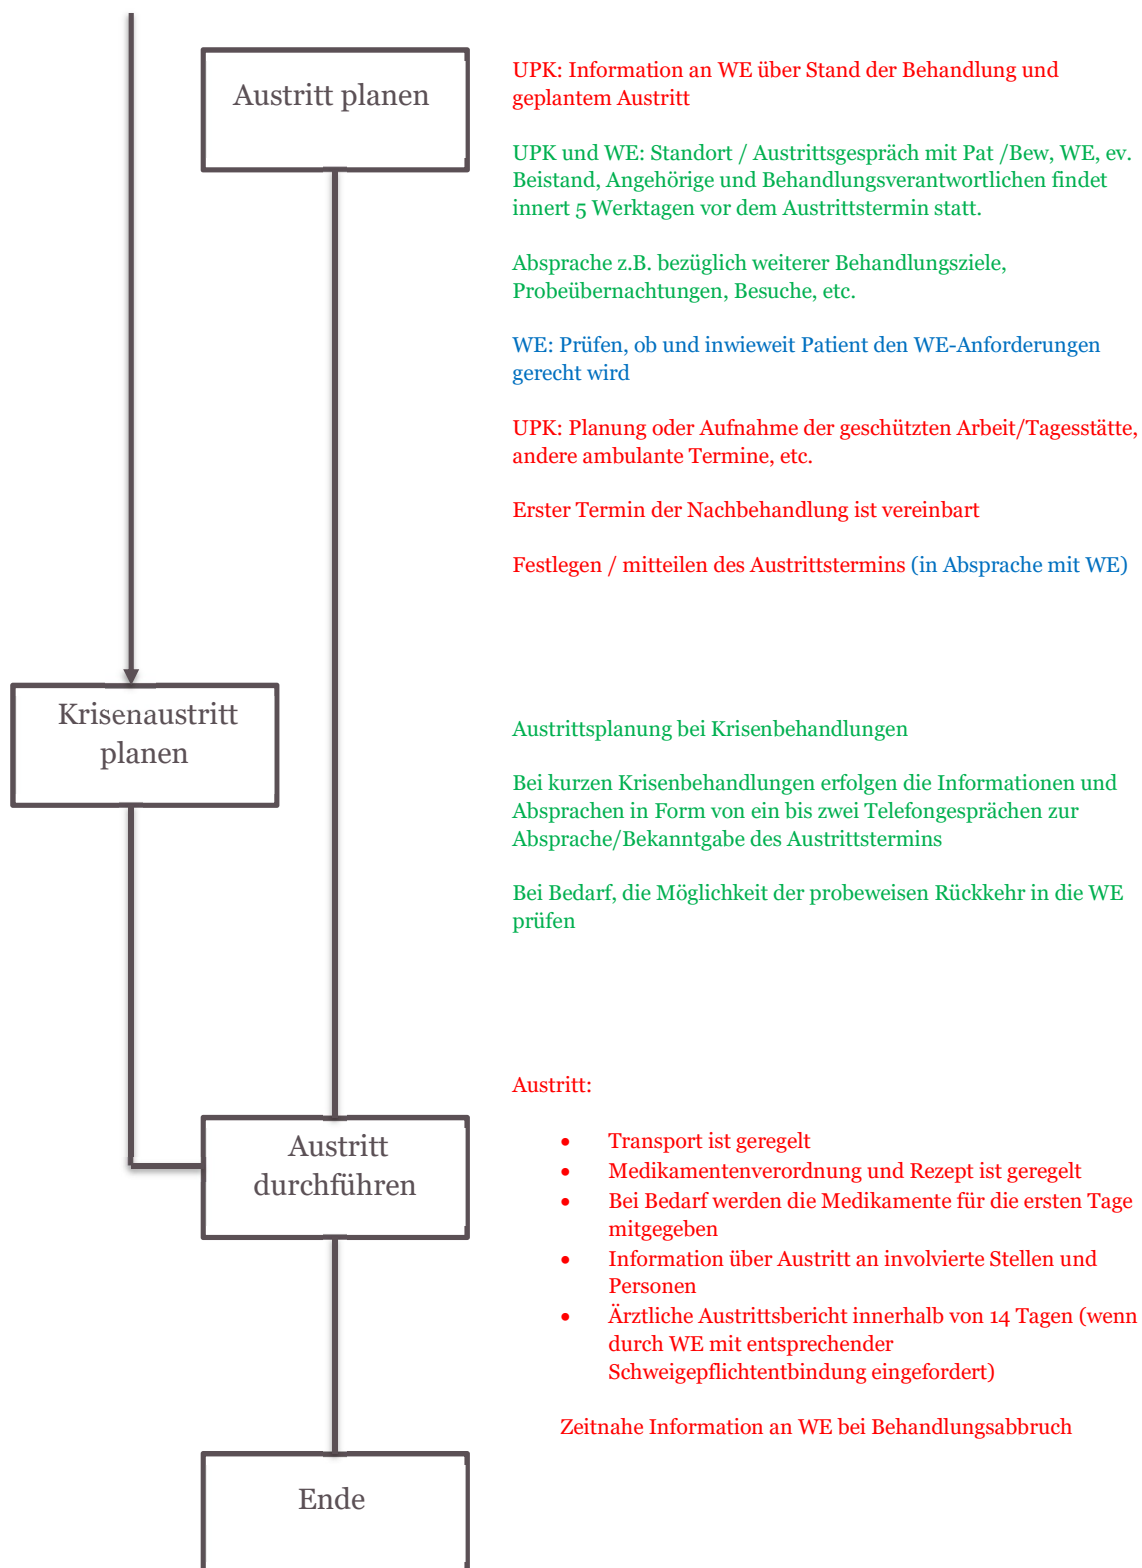 Austritt planen
UPK: Information an WE über Stand der Behandlung und
geplantem Austritt
UPK und WE: Standort / Austrittsgespräch mit Pat /Bew, WE, ev.
Beistand, Angehörige und Behandlungsverantwortlichen findet
innert 5 Werktagen vor dem Austrittstermin statt.
Absprache z.B. bezüglich weiterer Behandlungsziele,
Probeübernachtungen, Besuche, etc.
WE: Prüfen, ob und inwieweit Patient den WE-Anforderungen
gerecht wird
UPK: Planung oder Aufnahme der geschützten Arbeit/Tagesstätte,
andere ambulante Termine, etc.
Erster Termin der Nachbehandlung ist vereinbart
Festlegen / mitteilen des Austrittstermins (in Absprache mit WE)
Krisenaustritt
planen
Austrittsplanung bei Krisenbehandlungen
Bei kurzen Krisenbehandlungen erfolgen die Informationen und
Absprachen in Form von ein bis zwei Telefongesprächen zur
Absprache/Bekanntgabe des Austrittstermins
Bei Bedarf, die Möglichkeit der probeweisen Rückkehr in die WE
prüfen
Austritt
durchführen
Austritt:
• Transport ist geregelt
• Medikamentenverordnung und Rezept ist geregelt
• Bei Bedarf werden die Medikamente für die ersten Tage
mitgegeben
• Information über Austritt an involvierte Stellen und
Personen
• Ärztliche Austrittsbericht innerhalb von 14 Tagen (wenn
durch WE mit entsprechender
Schweigepflichtentbindung eingefordert)
Zeitnahe Information an WE bei Behandlungsabbruch
Ende